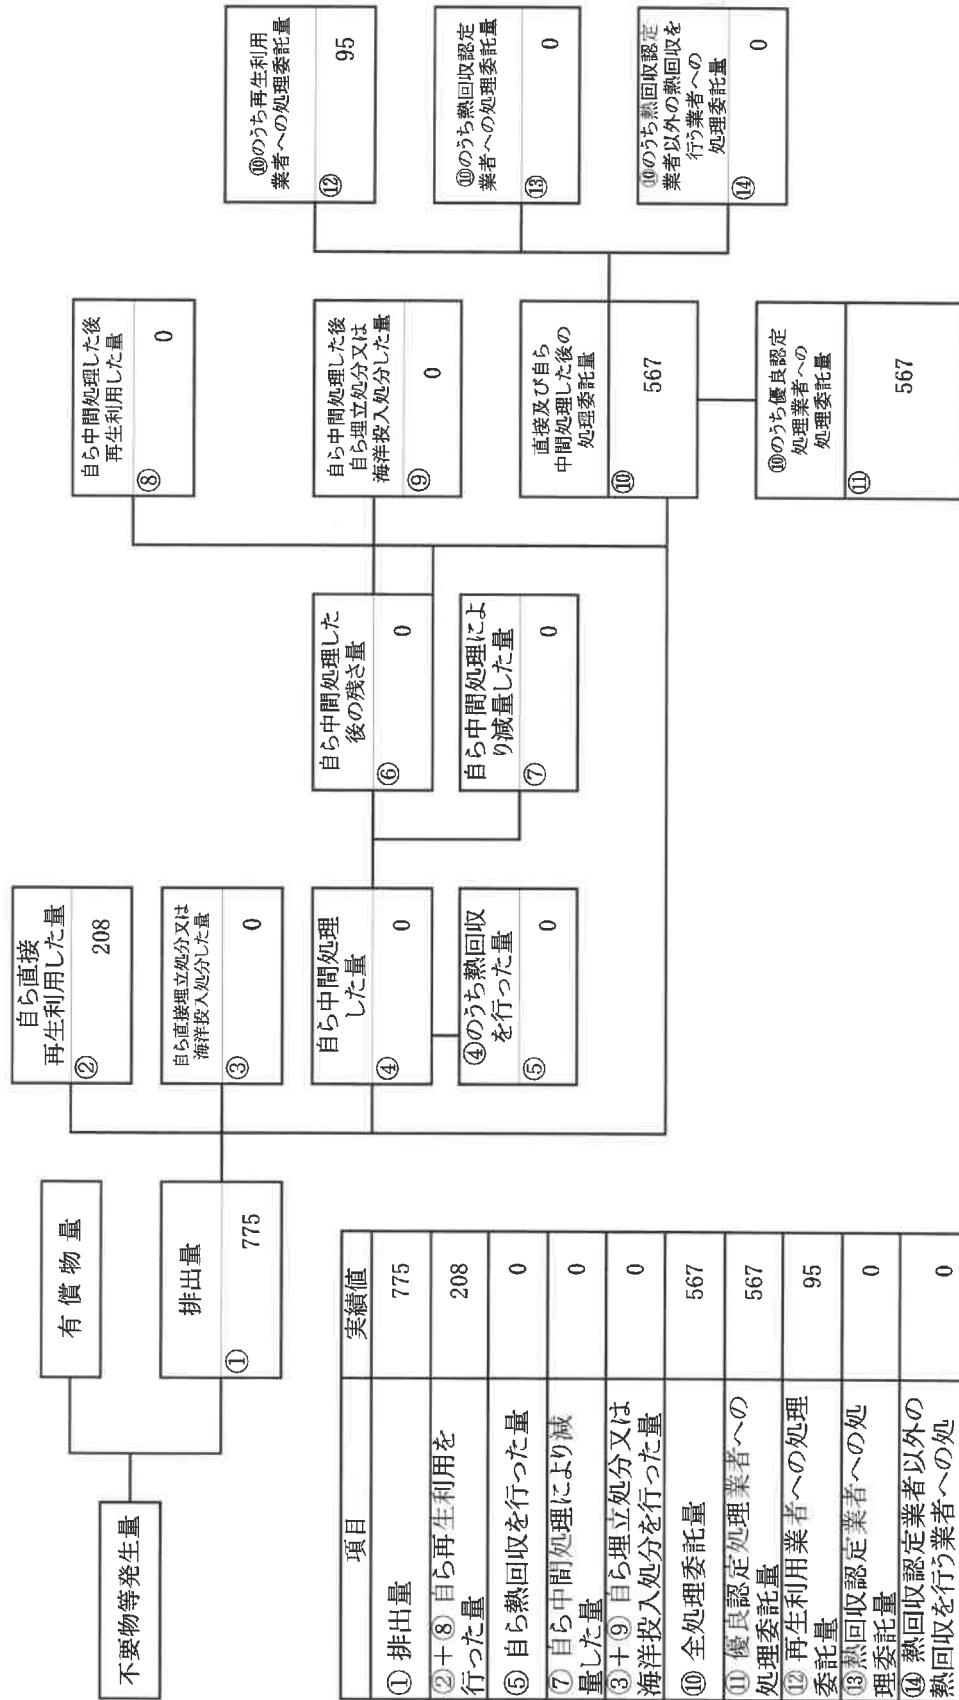 不要物等発生量
有償物量
排出量
①
775
自ら直接
再生利用した量
②
208
自ら直接埋立処分又は
海洋投入処分した量
③
0
自ら中間処理
した量
④
0
④のうち熱回収
を行った量
⑤
0
自ら中間処理した
後の残さ量
⑥
0
自ら中間処理によ
り減量した量
⑦
0
自ら中間処理した後
再生利用した量
⑧
0
自ら中間処理した後
自ら埋立処分又は
海洋投入処分した量
⑨
0
直接及び自ら
中間処理した後の
処理委託量
⑩
567
⑩のうち優良認定
処理業者への
処理委託量
⑪
567
⑩のうち再生利用
業者への処理委託量
⑫
95
⑩のうち熱回収認定
業者への処理委託量
⑬
0
⑩のうち熱回収認定
業者以外の熱回収を
行う業者への
処理委託量
⑭
0
項目 実績値
① 排出量 775
②+⑧ 自ら再生利用を
行った量 208
⑤ 自ら熱回収を行った量 0
⑦ 自ら中間処理により減
量した量 0
③+⑨ 自ら埋立処分又は
海洋投入処分を行った量 0
⑩ 全処理委託量 567
⑪ 優良認定処理業者への
処理委託量 567
⑫ 再生利用業者への処理
委託量 95
⑬熱回収認定業者への処
理委託量 0
⑭ 熱回収認定業者以外の
熱回収を行う業者への処 0